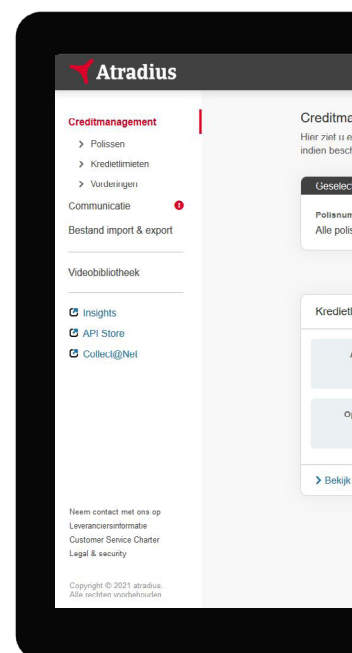 Atradius
Creditmanagement
> Polissen
> Kredietlimieten
> Vorderingen
Communicatie
Bestand import & export
Videobibliotheek
Insights
API Store
Collect@Net
Neem contact met ons op
Leveranciersinformatie
Customer Service Charter
Legal & security
Copyright © 2021 atradius.
Alle rechten voorbehouden
Creditma
Hier ziet u e
indien besch
Geselect
Polisnum
Alle polis
Kredietl
A
Op
> Bekijk